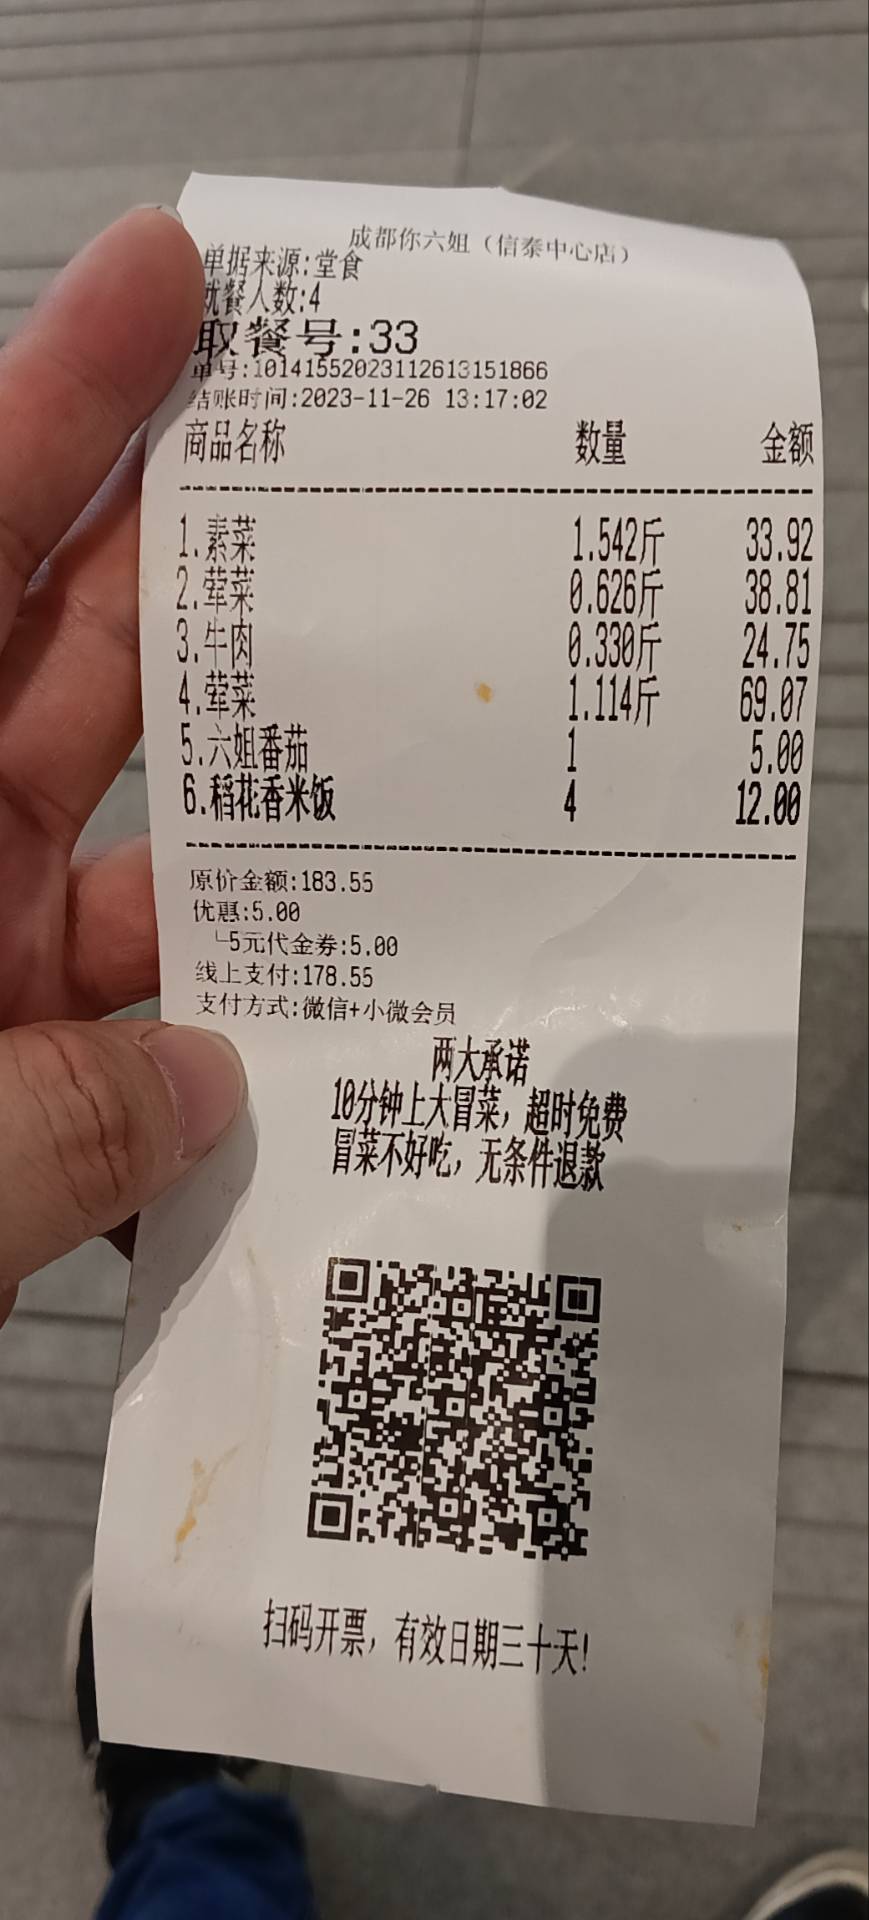 成都你六姐（信泰中心店）
单据来源:堂食
就餐人数:4
取餐号:33
单号:10141552023112613151866
结账时间:2023-11-26 13:17:02
商品名称 数量 金额
1.素菜 1.542斤 33.92
2.荤菜 0.626斤 38.81
3.牛肉 0.330斤 24.75
4.荤菜 1.114斤 69.07
5.六姐番茄 1 5.00
6.稻花香米饭 4 12.00
原价金额:183.55
优惠:5.00
└5元代金券:5.00
线上支付:178.55
支付方式:微信+小微会员
两大承诺
10分钟上大冒菜，超时免费
冒菜不好吃，无条件退款
扫码开票，有效日期三十天!